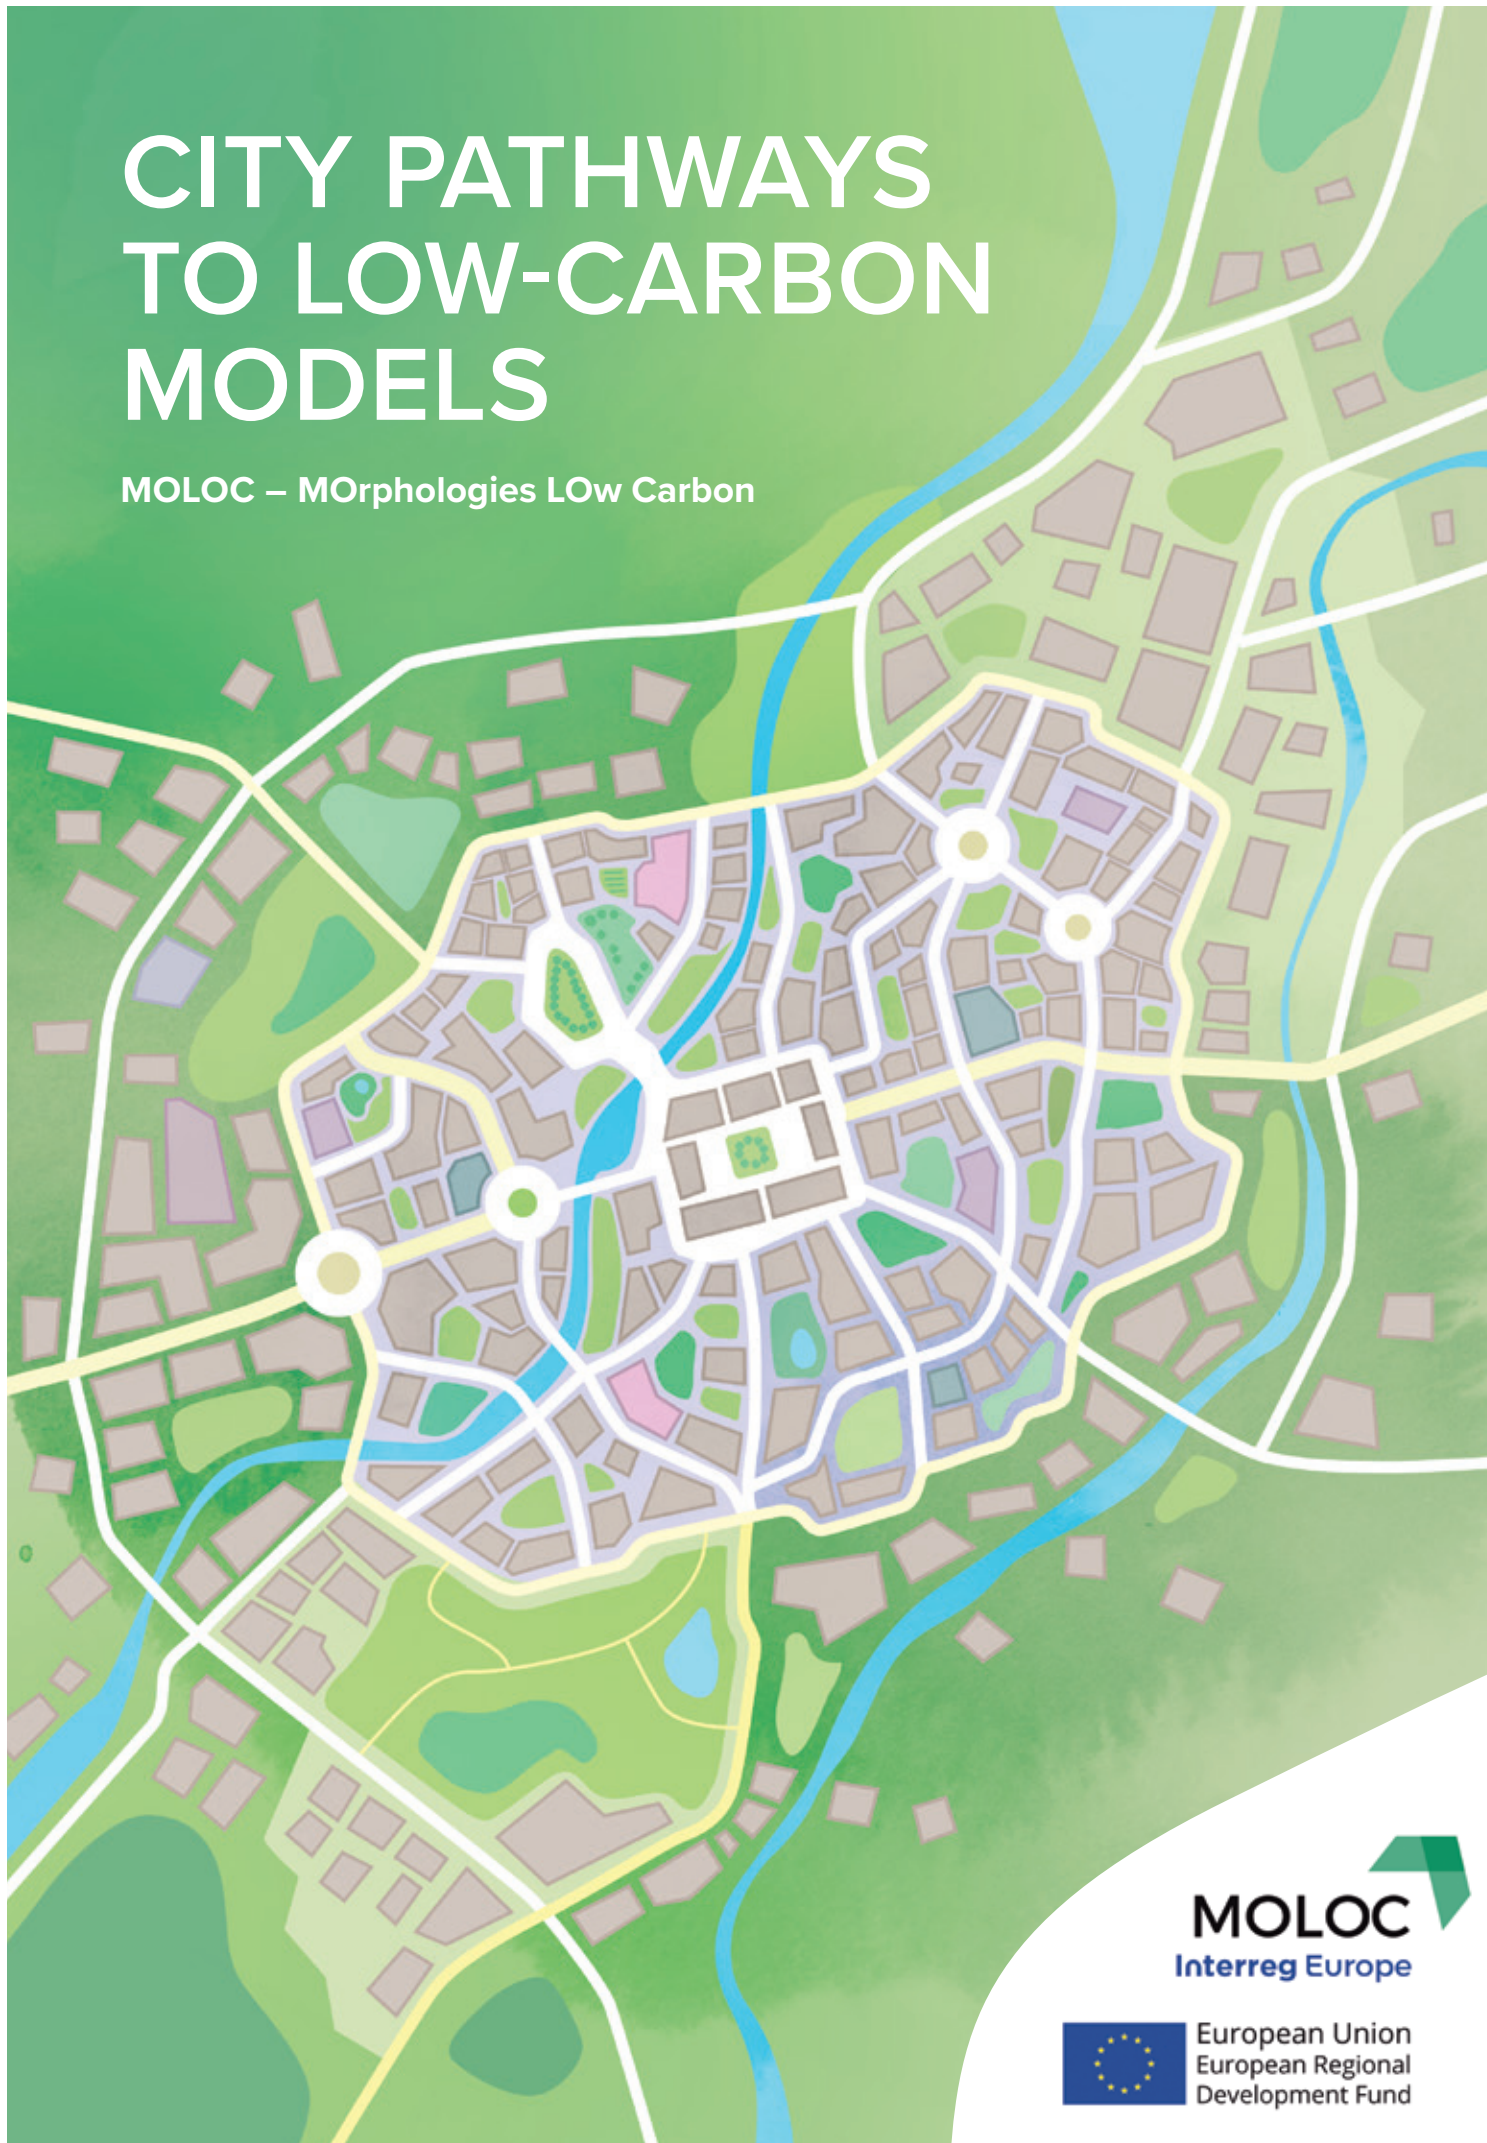 CITY PATHWAYS
TO LOW-CARBON
MODELS
MOLOC – MOrphologies LOw Carbon
MOLOC
Interreg Europe
European Union
European Regional
Development Fund